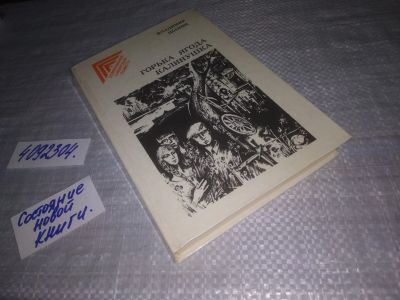 ГОРЬКА ЯГОДА
КАЛИНУШКА
4092304.
Состояние
новой
книги.